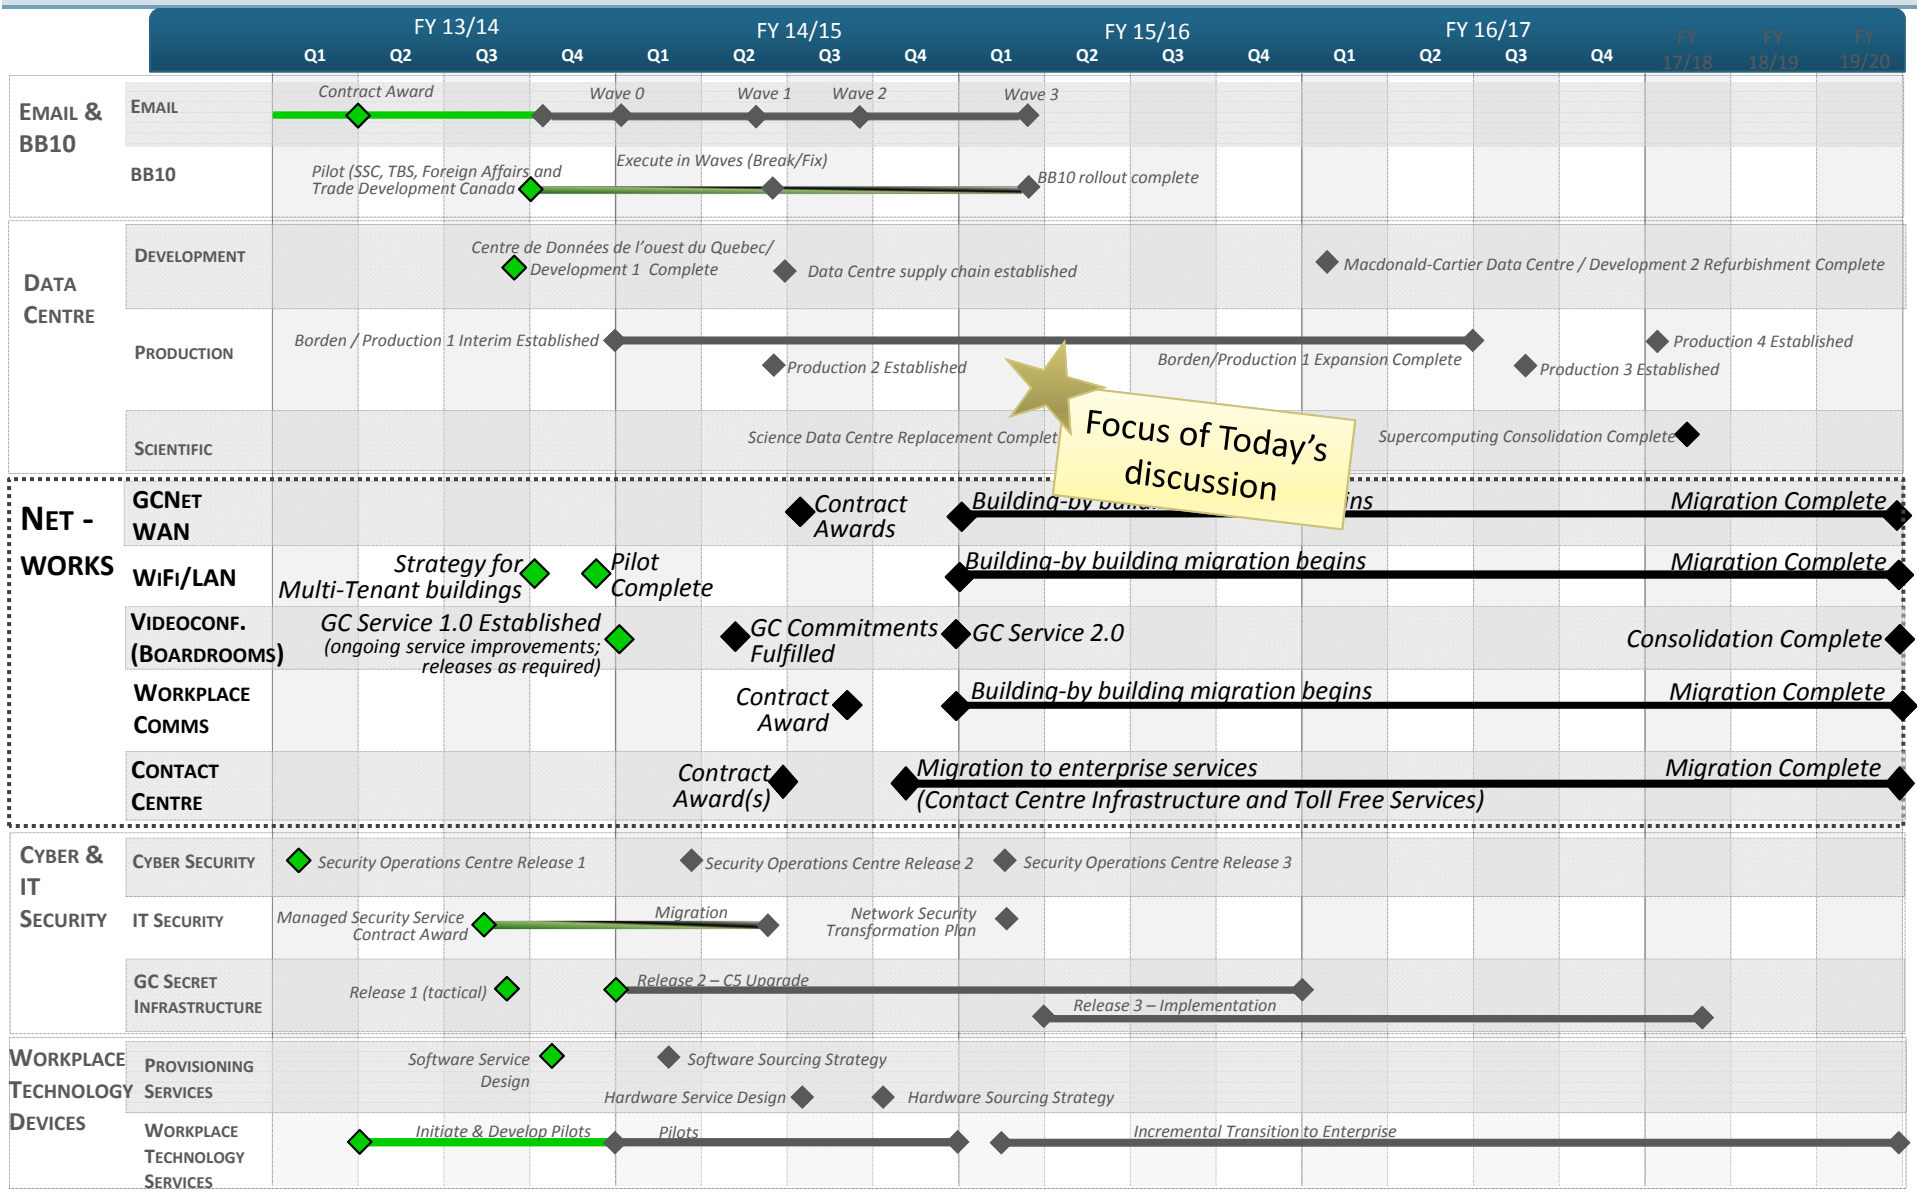 FY 13/14 FY 14/15 FY 15/16 FY 16/17 FY 17/18 FY 18/19 FY 19/20
Q1 Q2 Q3 Q4 Q1 Q2 Q3 Q4 Q1 Q2 Q3 Q4 Q1 Q2 Q3 Q4
EMAIL & BB10
EMAIL
Contract Award
Wave 0
Wave 1
Wave 2
Wave 3
BB10
Pilot (SSC, TBS, Foreign Affairs and
Trade Development Canada
Execute in Waves (Break/Fix)
BB10 rollout complete
DATA
CENTRE
DEVELOPMENT
Centre de Données de l'ouest du Quebec/
Development 1 Complete
Data Centre supply chain established
Macdonald-Cartier Data Centre / Development 2 Refurbishment Complete
PRODUCTION
Borden / Production 1 Interim Established
Production 2 Established
Borden/Production 1 Expansion Complete
Production 3 Established
Production 4 Established
SCIENTIFIC
Science Data Centre Replacement Complet
Supercomputing Consolidation Complete
Focus of Today's
discussion
NET -
WORKS
GCNET
WAN
Contract
Awards
Building-by ins
Migration Complete
WIFI/LAN
Strategy for
Multi-Tenant buildings
Pilot
Complete
Building-by building migration begins
Migration Complete
VIDEOCONF.
(BOARDROOMS)
GC Service 1.0 Established
(ongoing service improvements;
releases as required)
GC Commitments
Fulfilled
GC Service 2.0
Consolidation Complete
WORKPLACE
COMMS
Contract
Award
Building-by building migration begins
Migration Complete
CONTACT
CENTRE
Contract
Award(s)
Migration to enterprise services
(Contact Centre Infrastructure and Toll Free Services)
Migration Complete
CYBER &
IT
SECURITY
CYBER SECURITY
Security Operations Centre Release 1
Security Operations Centre Release 2
Security Operations Centre Release 3
IT SECURITY
Managed Security Service
Contract Award
Migration
Network Security
Transformation Plan
GC SECRET
INFRASTRUCTURE
Release 1 (tactical)
Release 2 – C5 Upgrade
Release 3 – Implementation
WORKPLACE
TECHNOLOGY
DEVICES
PROVISIONING
SERVICES
Software Service
Design
Software Sourcing Strategy
Hardware Service Design
Hardware Sourcing Strategy
WORKPLACE
TECHNOLOGY
SERVICES
Initiate & Develop Pilots
Pilots
Incremental Transition to Enterprise